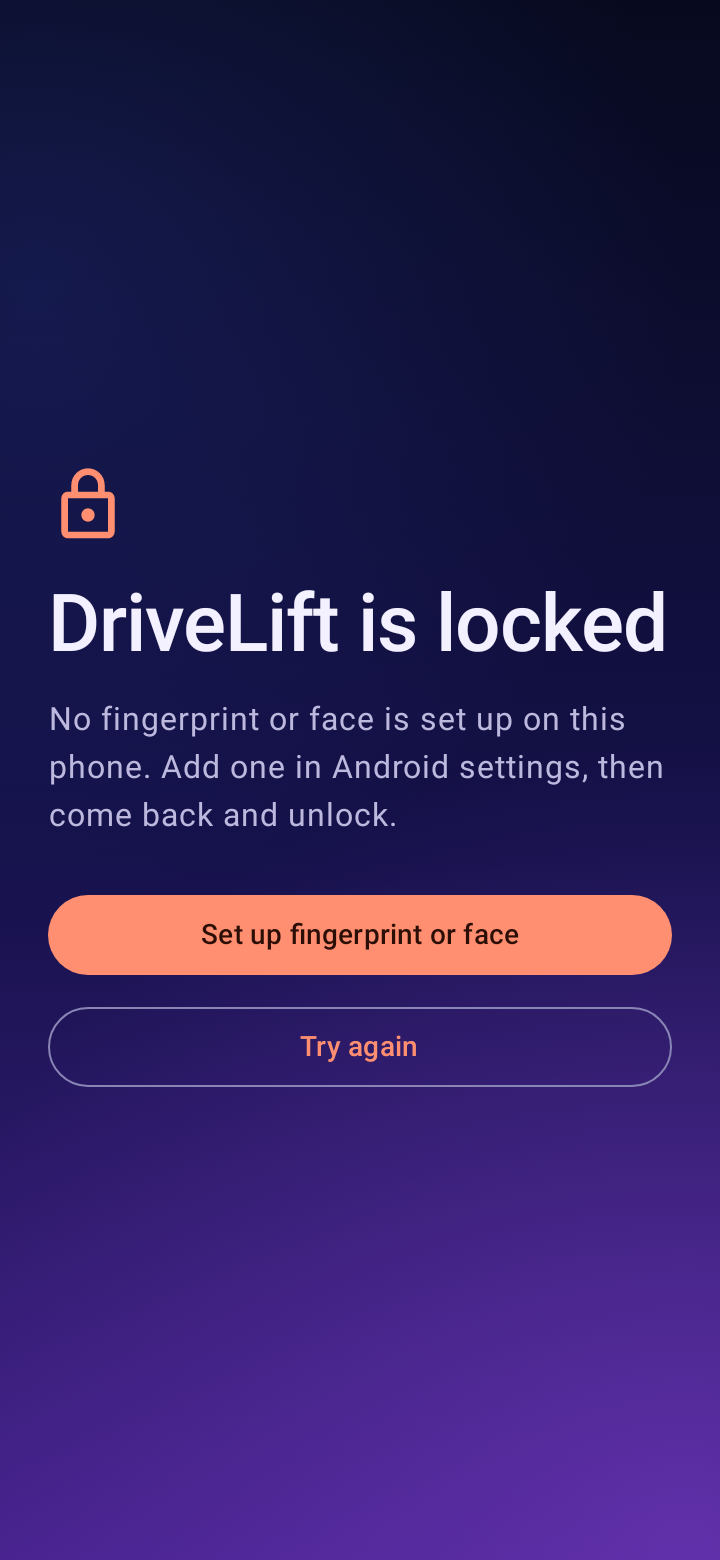 DriveLift is locked
No fingerprint or face is set up on this
phone. Add one in Android settings, then
come back and unlock.
Set up fingerprint or face
Try again